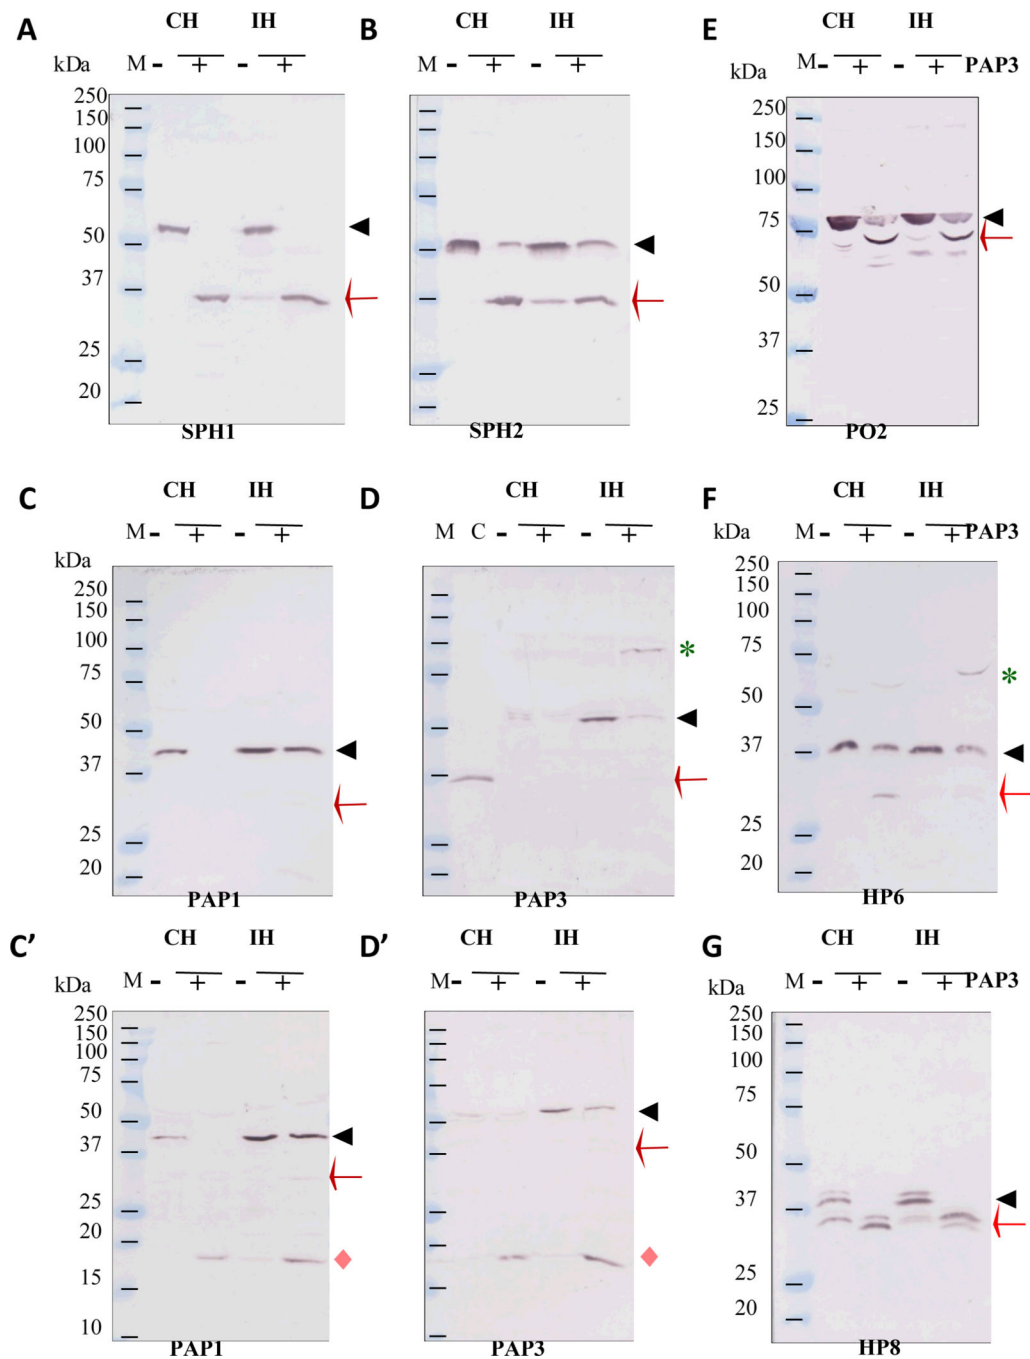 A
CH IH
kDa M - + - +
250
150
100
75
50
37
25
20
SPH1
B
CH IH
M - + - +
SPH2
E
CH IH
kDa M - + - + PAP3
250
150
100
75
50
37
25
PO2
C
CH IH
M - + - +
kDa
250
150
100
75
50
37
25
20
PAP1
D
CH IH
M C - + - +
*
PAP3
F
CH IH
M - + - + PAP3
kDa
250
150
100
75
50
37
25
20
*
HP6
C’
CH IH
kDa M - + - +
250
150
100
75
50
37
25
20
15
10
PAP1
D’
CH IH
M - + - +
PAP3
G
CH IH
kDa M - + - + PAP3
250
150
100
75
50
37
25
20
HP8